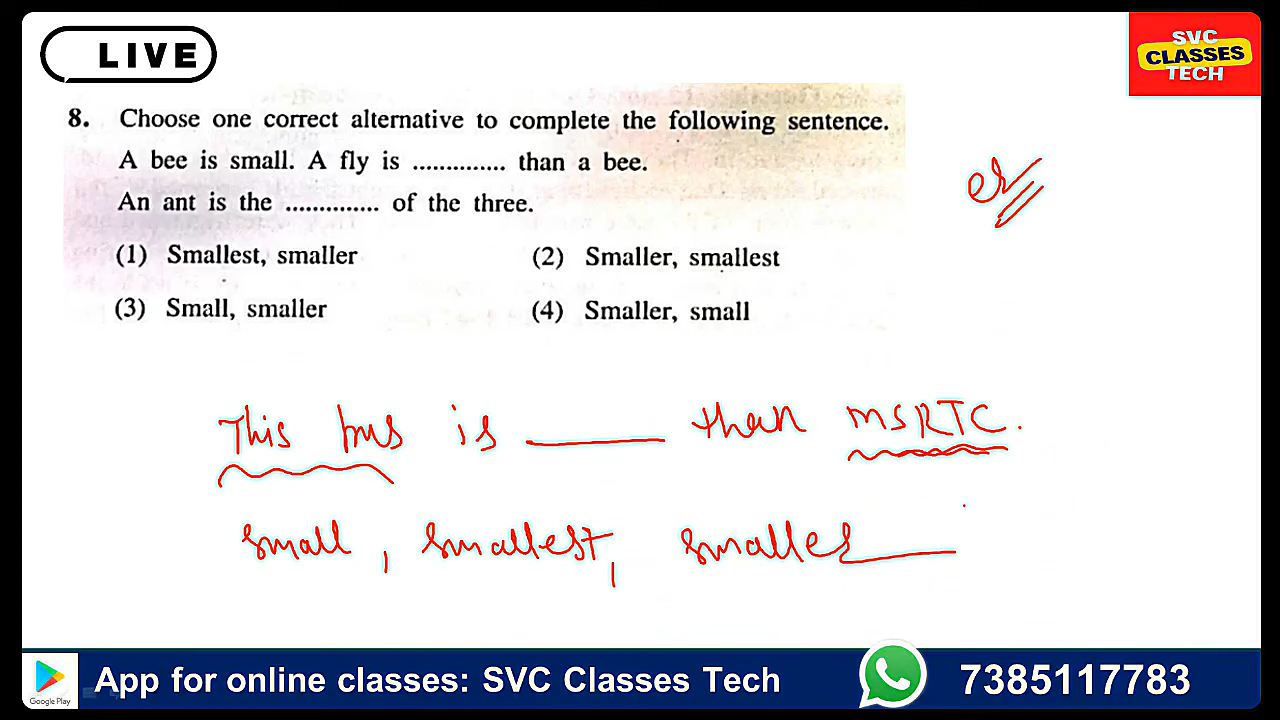 LIVE
SVC
CLASSES
TECH
8. Choose one correct alternative to complete the following sentence.
A bee is small. A fly is .............. than a bee.
An ant is the .............. of the three.
(1) Smallest, smaller (2) Smaller, smallest
(3) Small, smaller (4) Smaller, small
er
This bus is ______ than MSRTC.
small, smallest, smaller
Google Play
App for online classes: SVC Classes Tech
7385117783